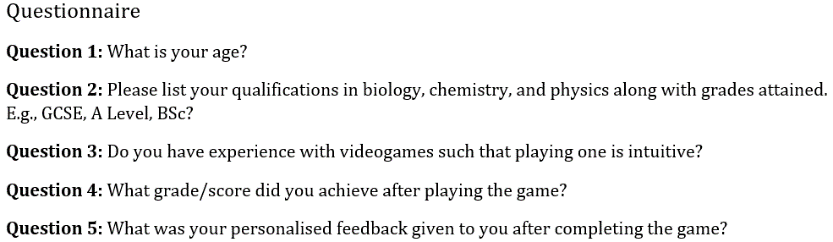 Questionnaire
Question 1: What is your age?
Question 2: Please list your qualifications in biology, chemistry, and physics along with grades attained.
E.g., GCSE, A Level, BSc?
Question 3: Do you have experience with videogames such that playing one is intuitive?
Question 4: What grade/score did you achieve after playing the game?
Question 5: What was your personalised feedback given to you after completing the game?